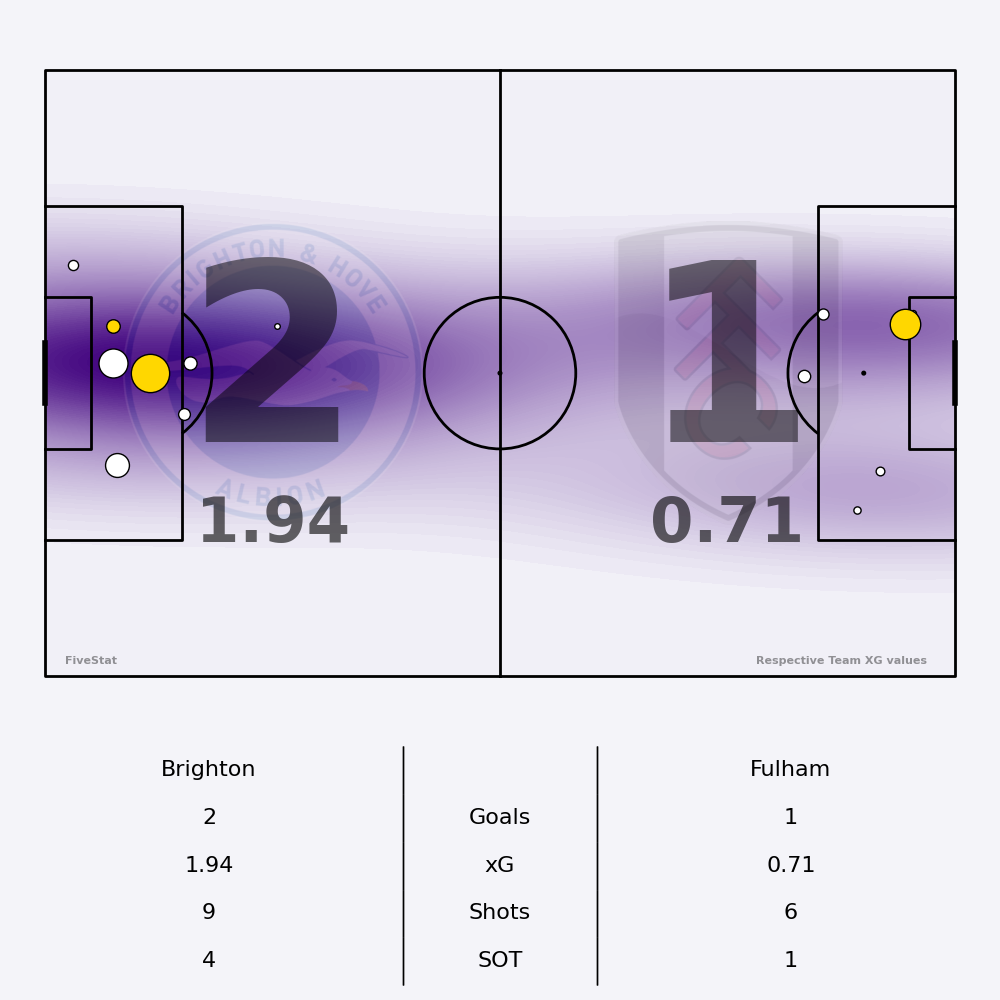 BRIGHTON & HOVE
ALBION
2
1
1.94
0.71
FiveStat
Respective Team XG values
Brighton
Fulham
2
Goals
1
1.94
xG
0.71
9
Shots
6
4
SOT
1